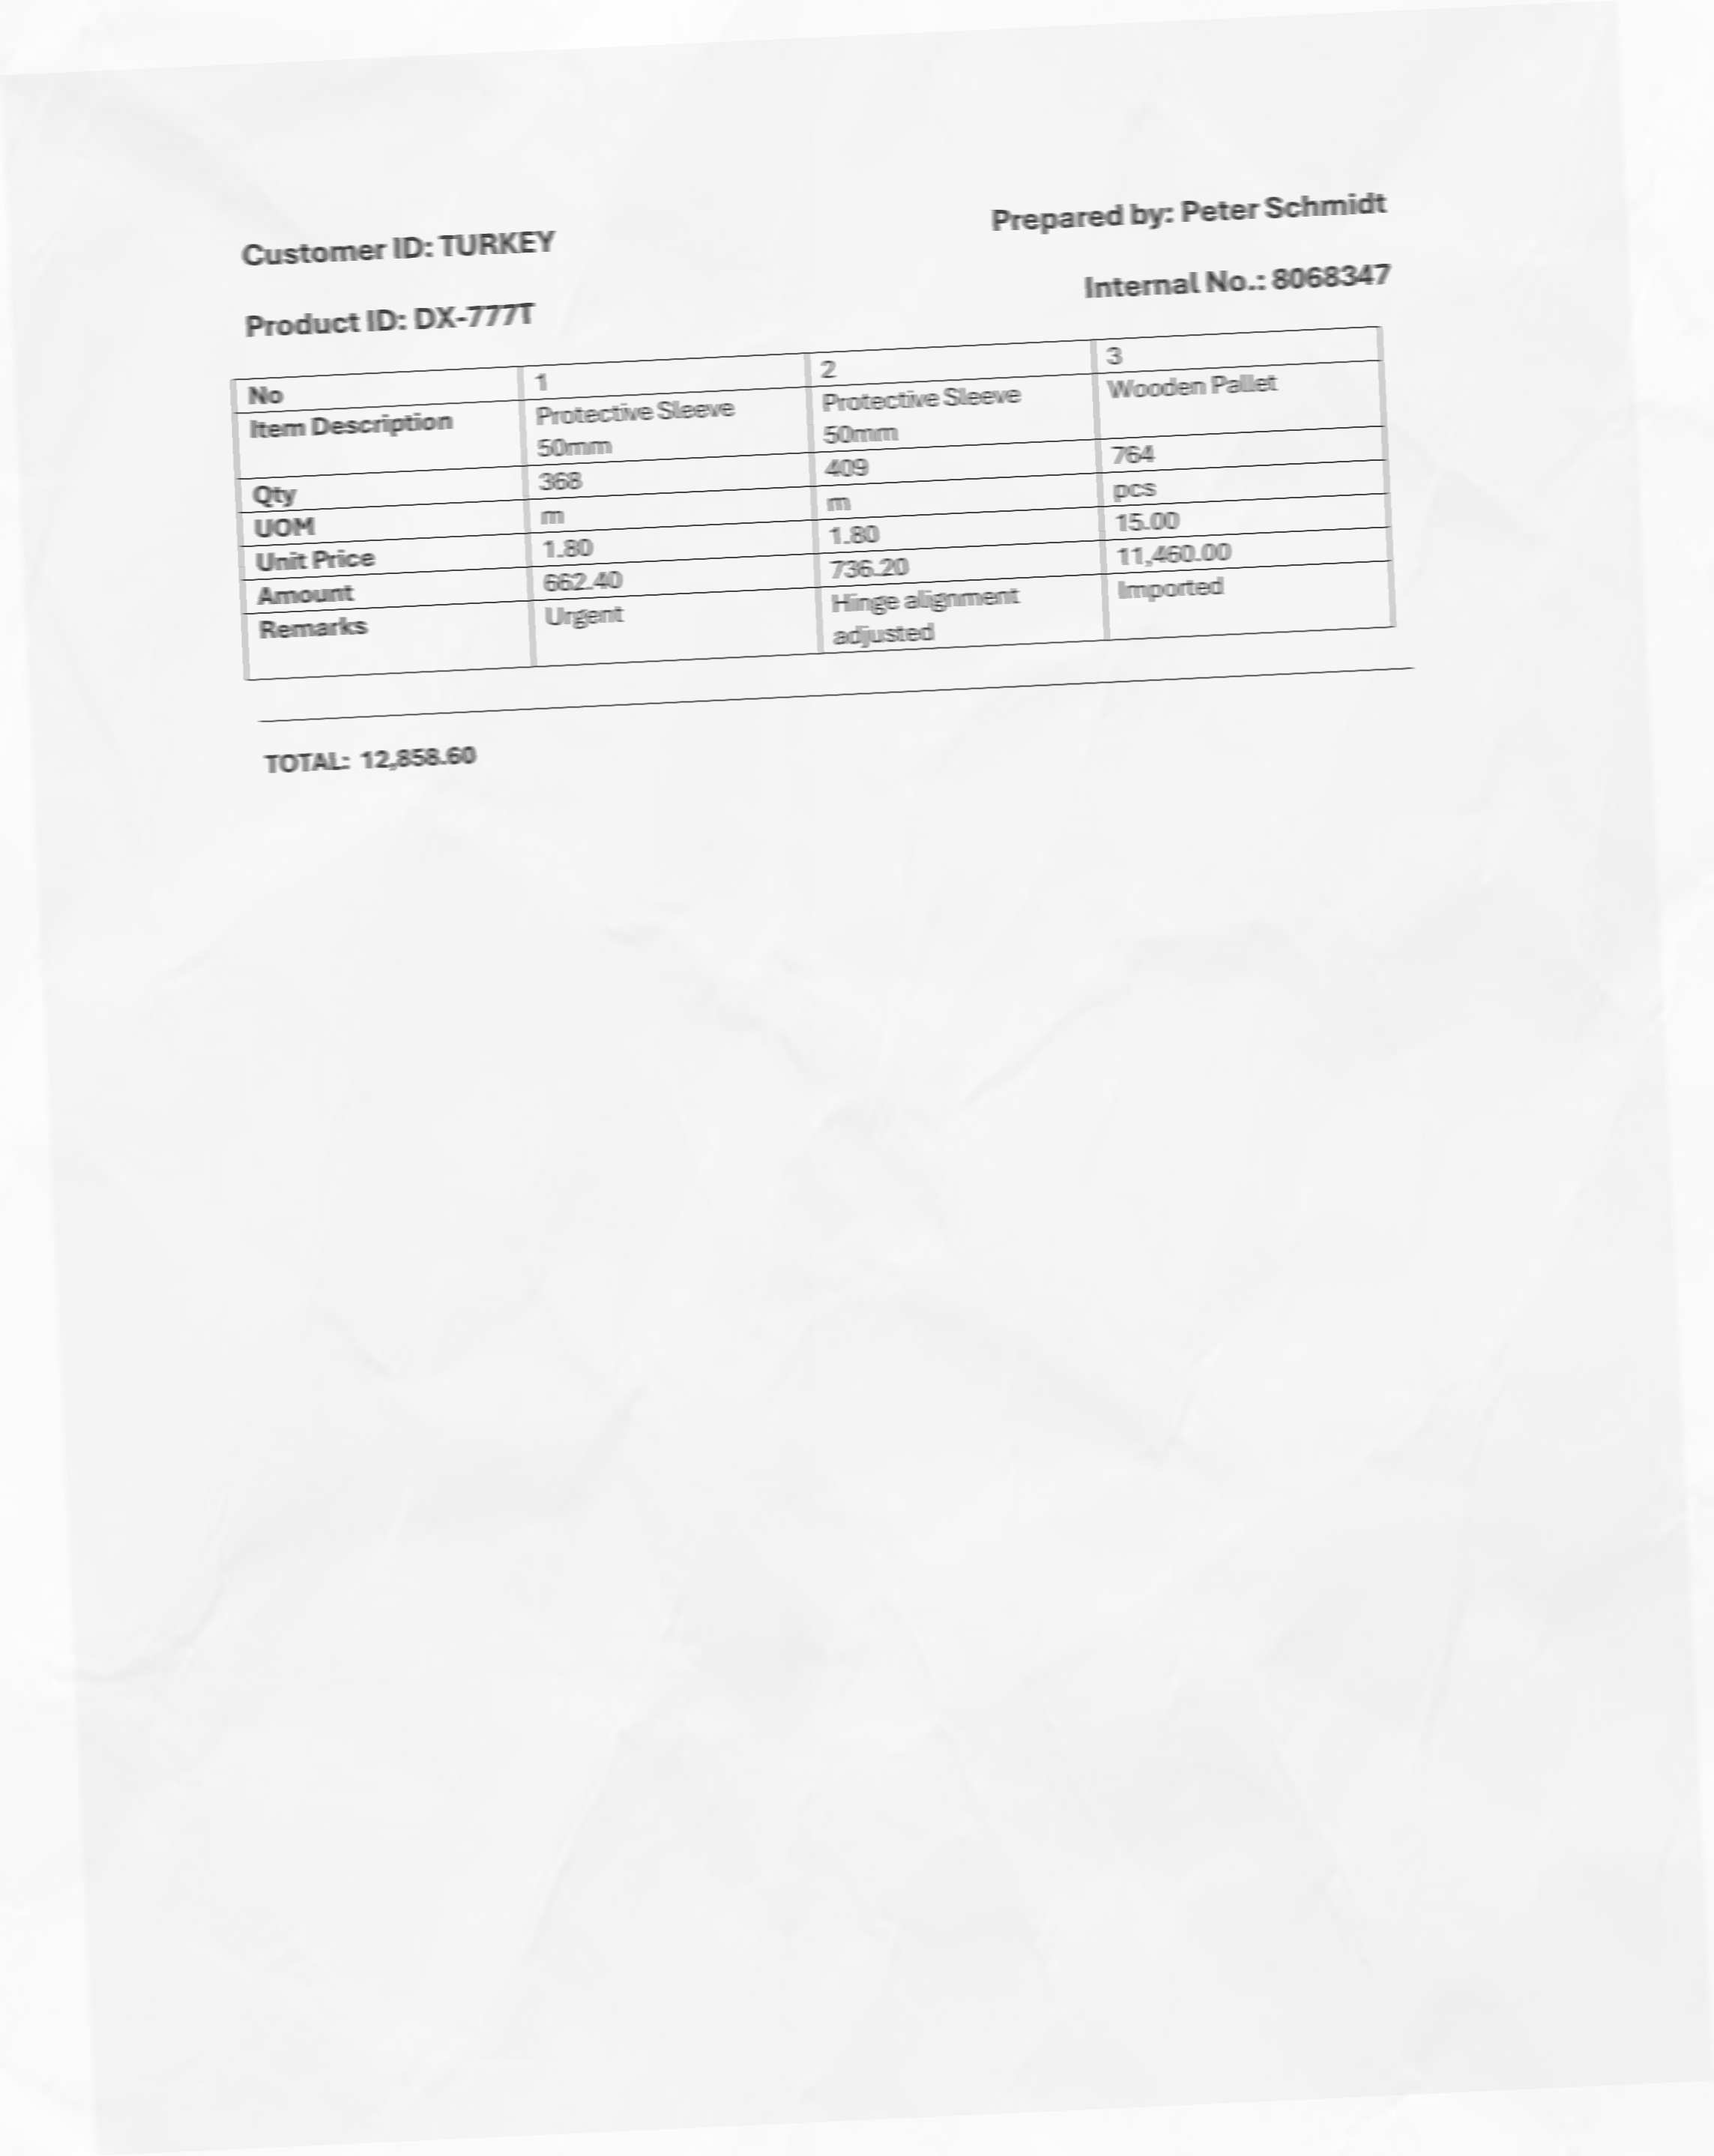 Customer ID: TURKEY
Prepared by: Peter Schmidt
Product ID: DX-777T
Internal No.: 8068347
No 1 2 3
Item Description Protective Sleeve 50mm Protective Sleeve 50mm Wooden Pallet
Qty 368 409 764
UOM m m pcs
Unit Price 1.80 1.80 15.00
Amount 662.40 736.20 11,460.00
Remarks Urgent Hinge alignment adjusted Imported
TOTAL: 12,858.60